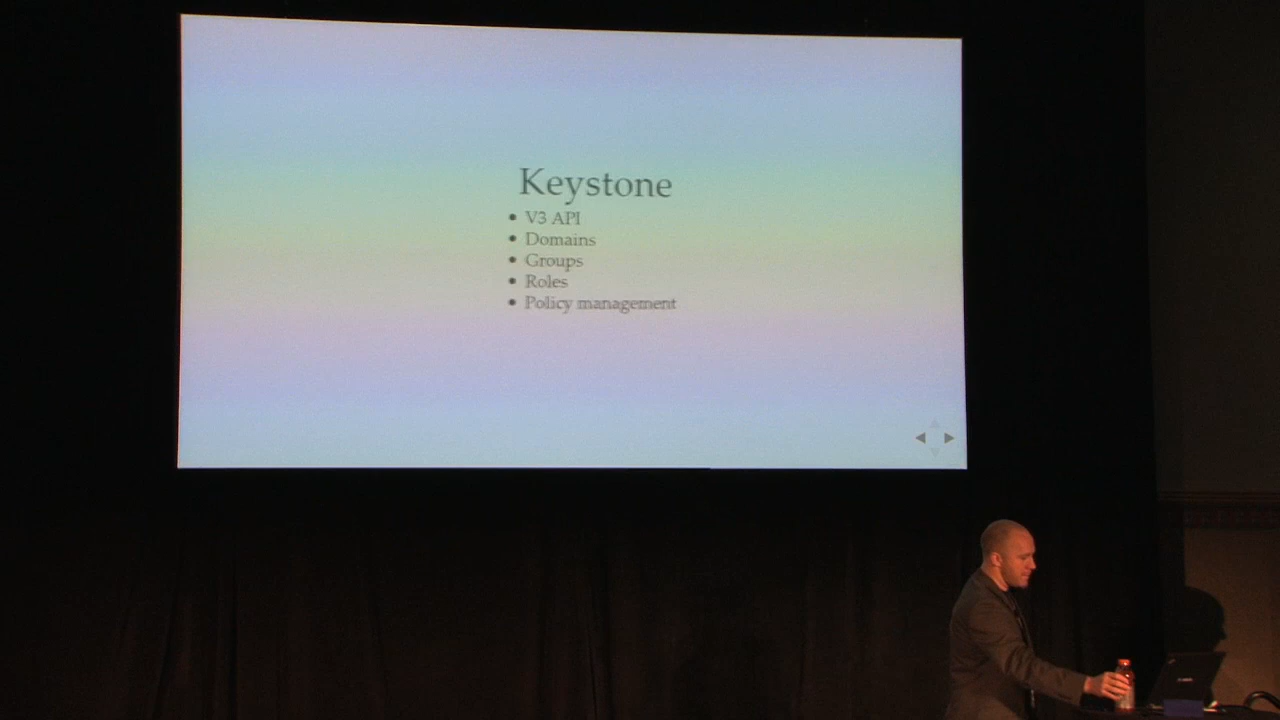 Keystone
V3 API
Domains
Groups
Roles
Policy management